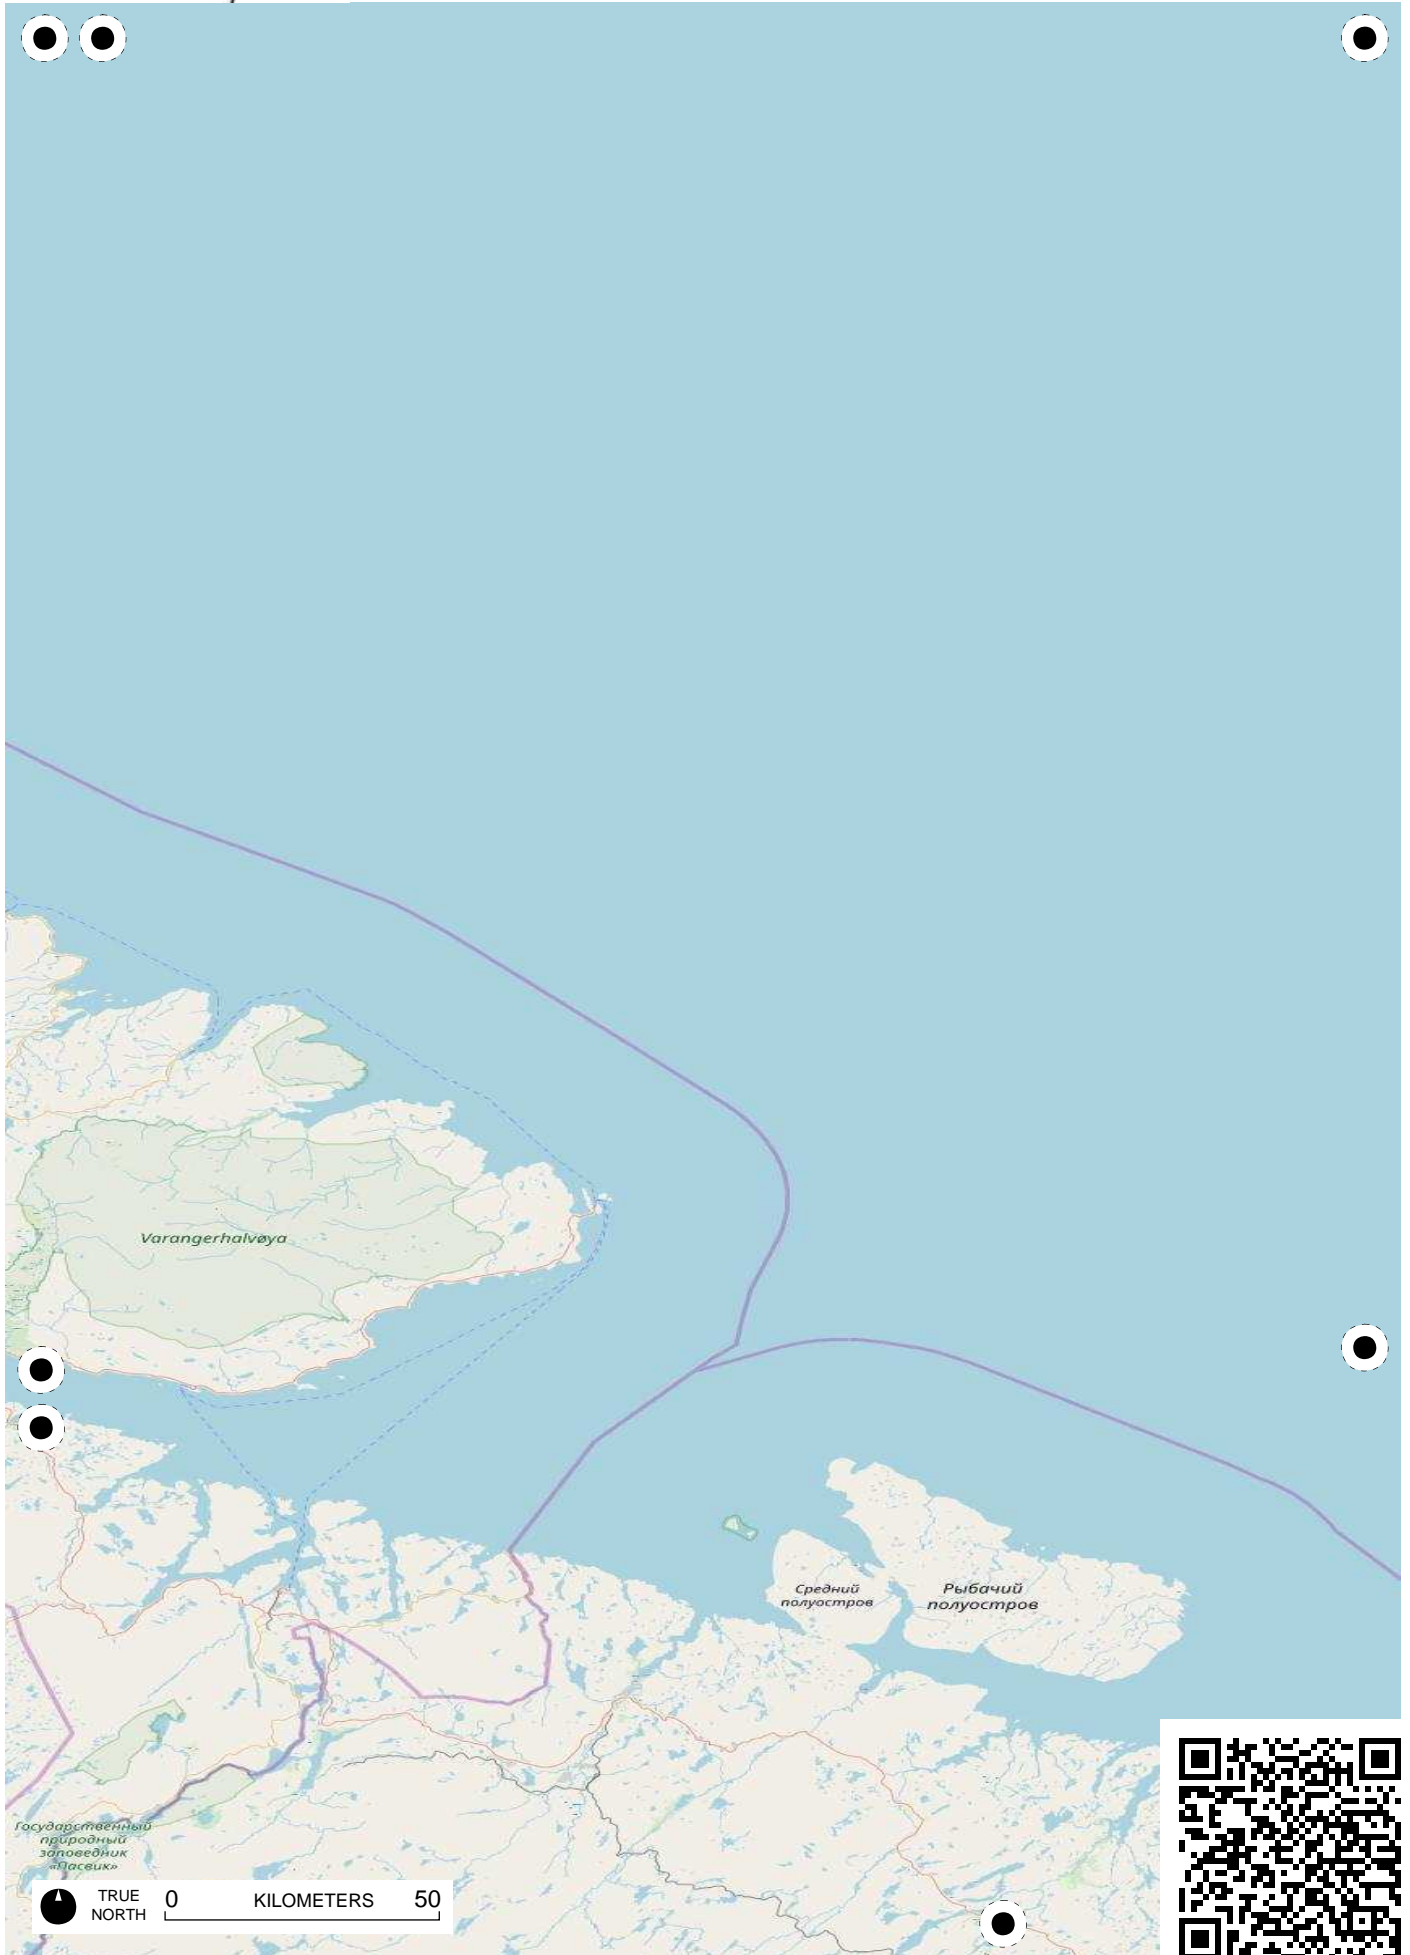 Varangerhalvøya
Средний
полуостров
Рыбачий
полуостров
Государственный
природный
заповедник
«Пасвик»
TRUE
NORTH
0 KILOMETERS 50